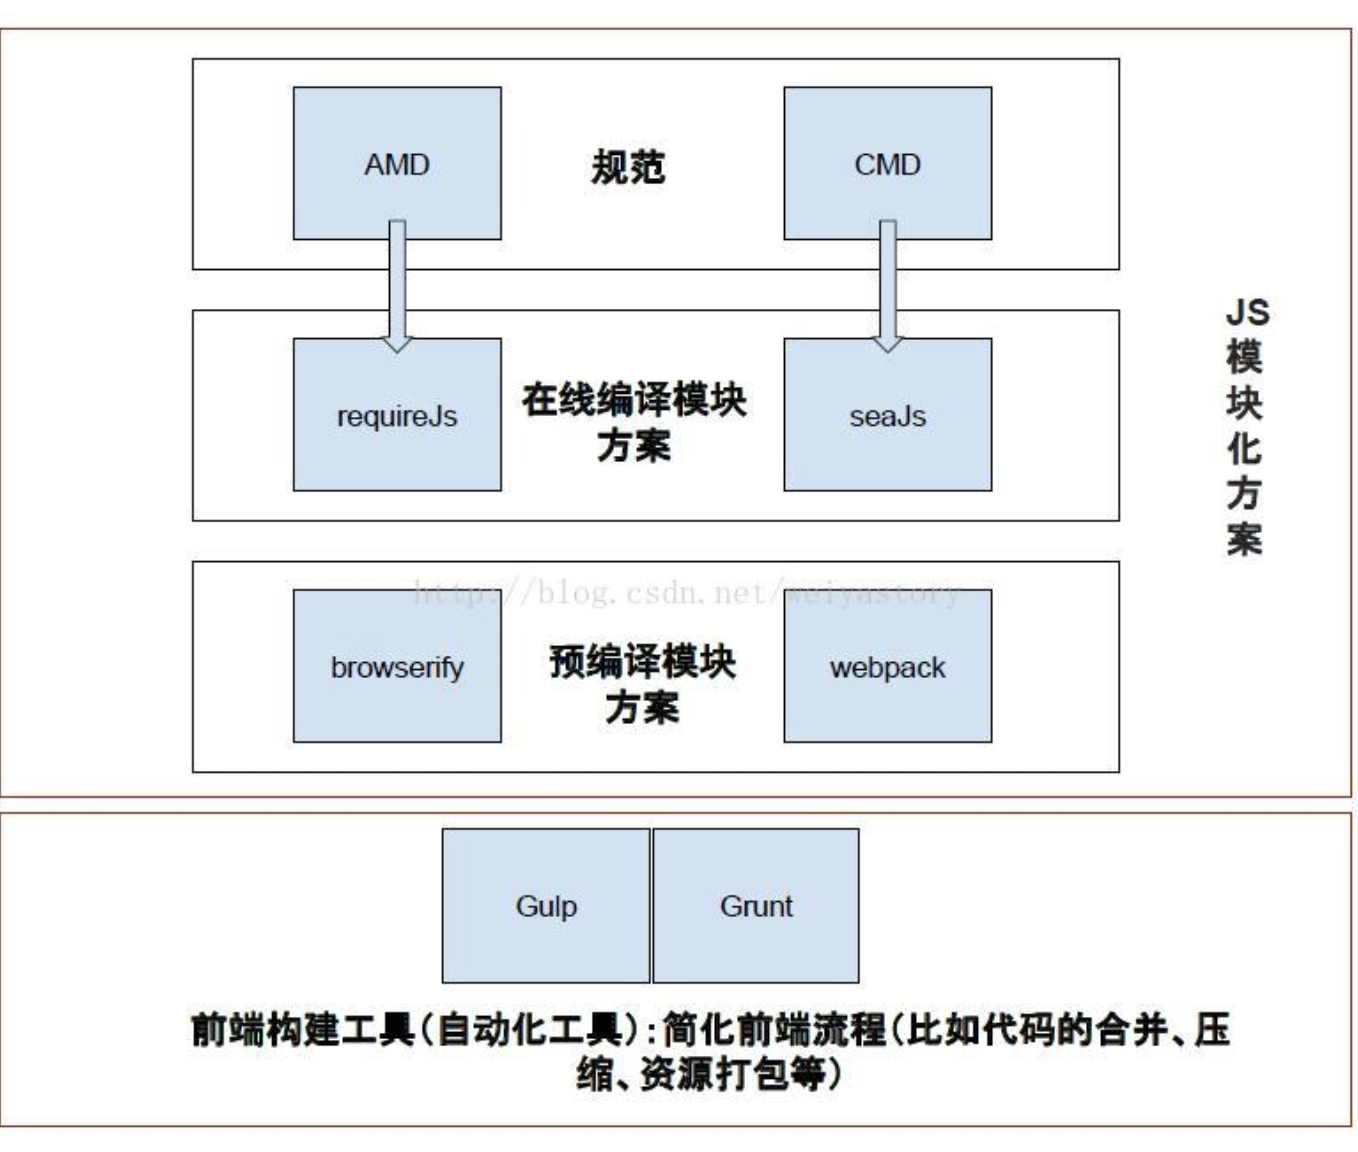 AMD
规范
CMD
requireJs
在线编译模块
方案
seaJs
http://blog.csdn.net/weiyastory
browserify
预编译模块
方案
webpack
JS
模
块
化
方
案
Gulp
Grunt
前端构建工具(自动化工具):简化前端流程(比如代码的合并、压
缩、资源打包等)